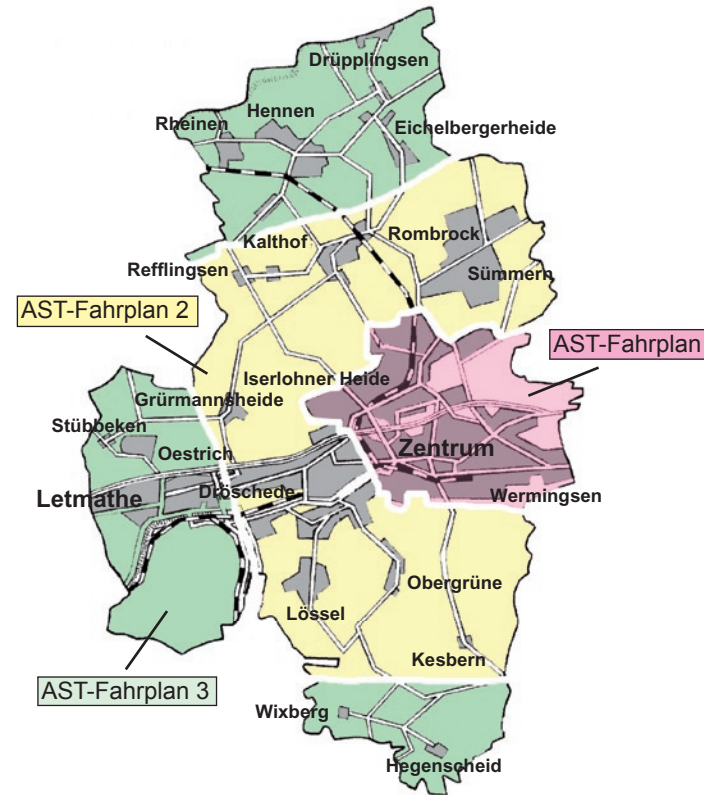 Drüpplingsen
Hennen
Rheinen
Eichelbergerheide
Kalthof
Rombrock
Refflingsen
Sümmern
AST-Fahrplan 2
AST-Fahrplan
Iserlohner Heide
Grürmannsheide
Stübbeken
Oestrich
Zentrum
Letmathe
Dröschede
Wermingsen
Obergrüne
Lössel
Kesbern
AST-Fahrplan 3
Wixberg
Hegenscheid